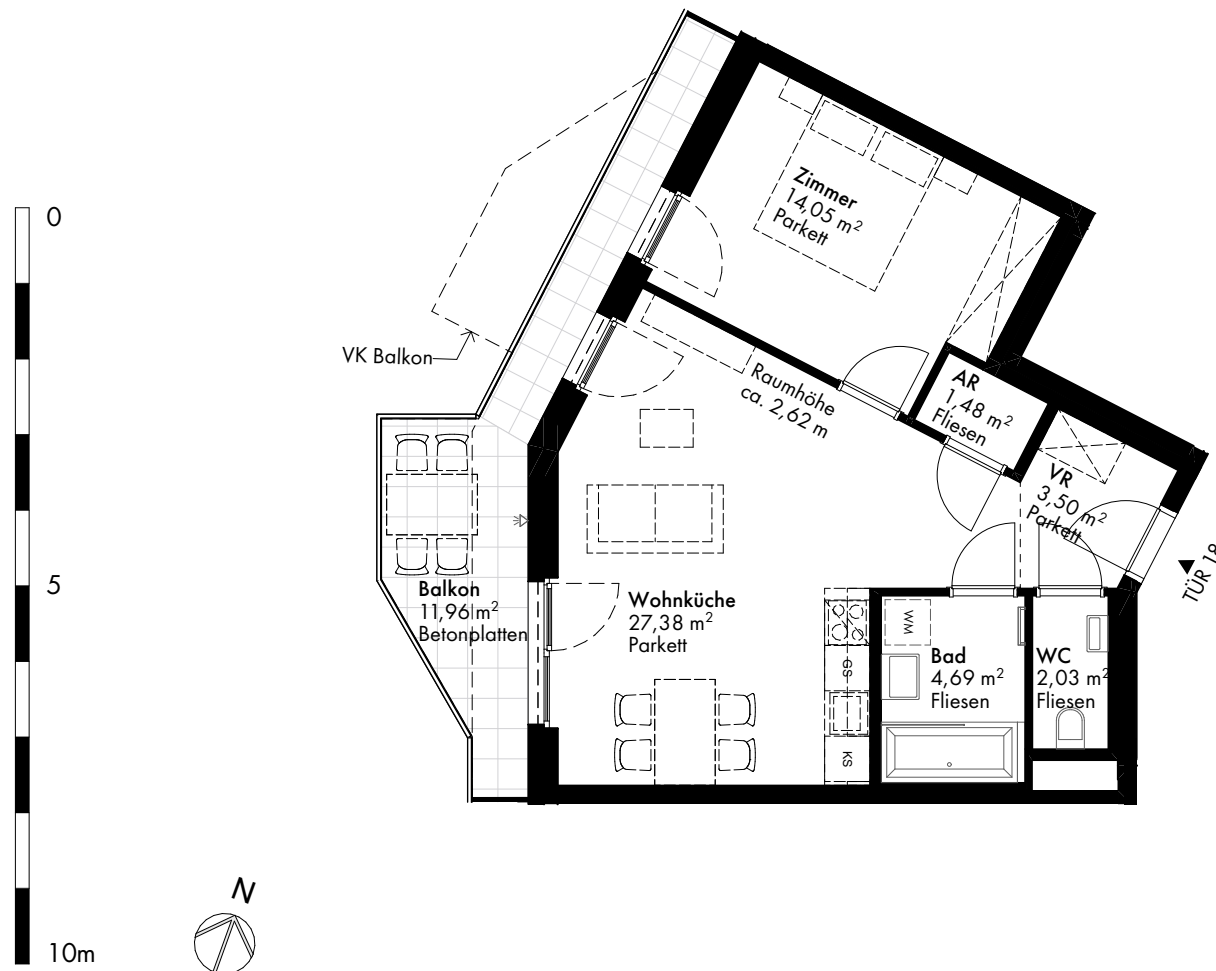 0
5
10m
N
VK Balkon
Zimmer
14,05 m²
Parkett
Raumhöhe
ca. 2,62 m
AR
1,48 m²
Fliesen
VR
3,50 m²
Parkett
TÜR 18
Balkon
11,96 m²
Betonplatten
Wohnküche
27,38 m²
Parkett
GS
KS
WM
Bad
4,69 m²
Fliesen
WC
2,03 m²
Fliesen